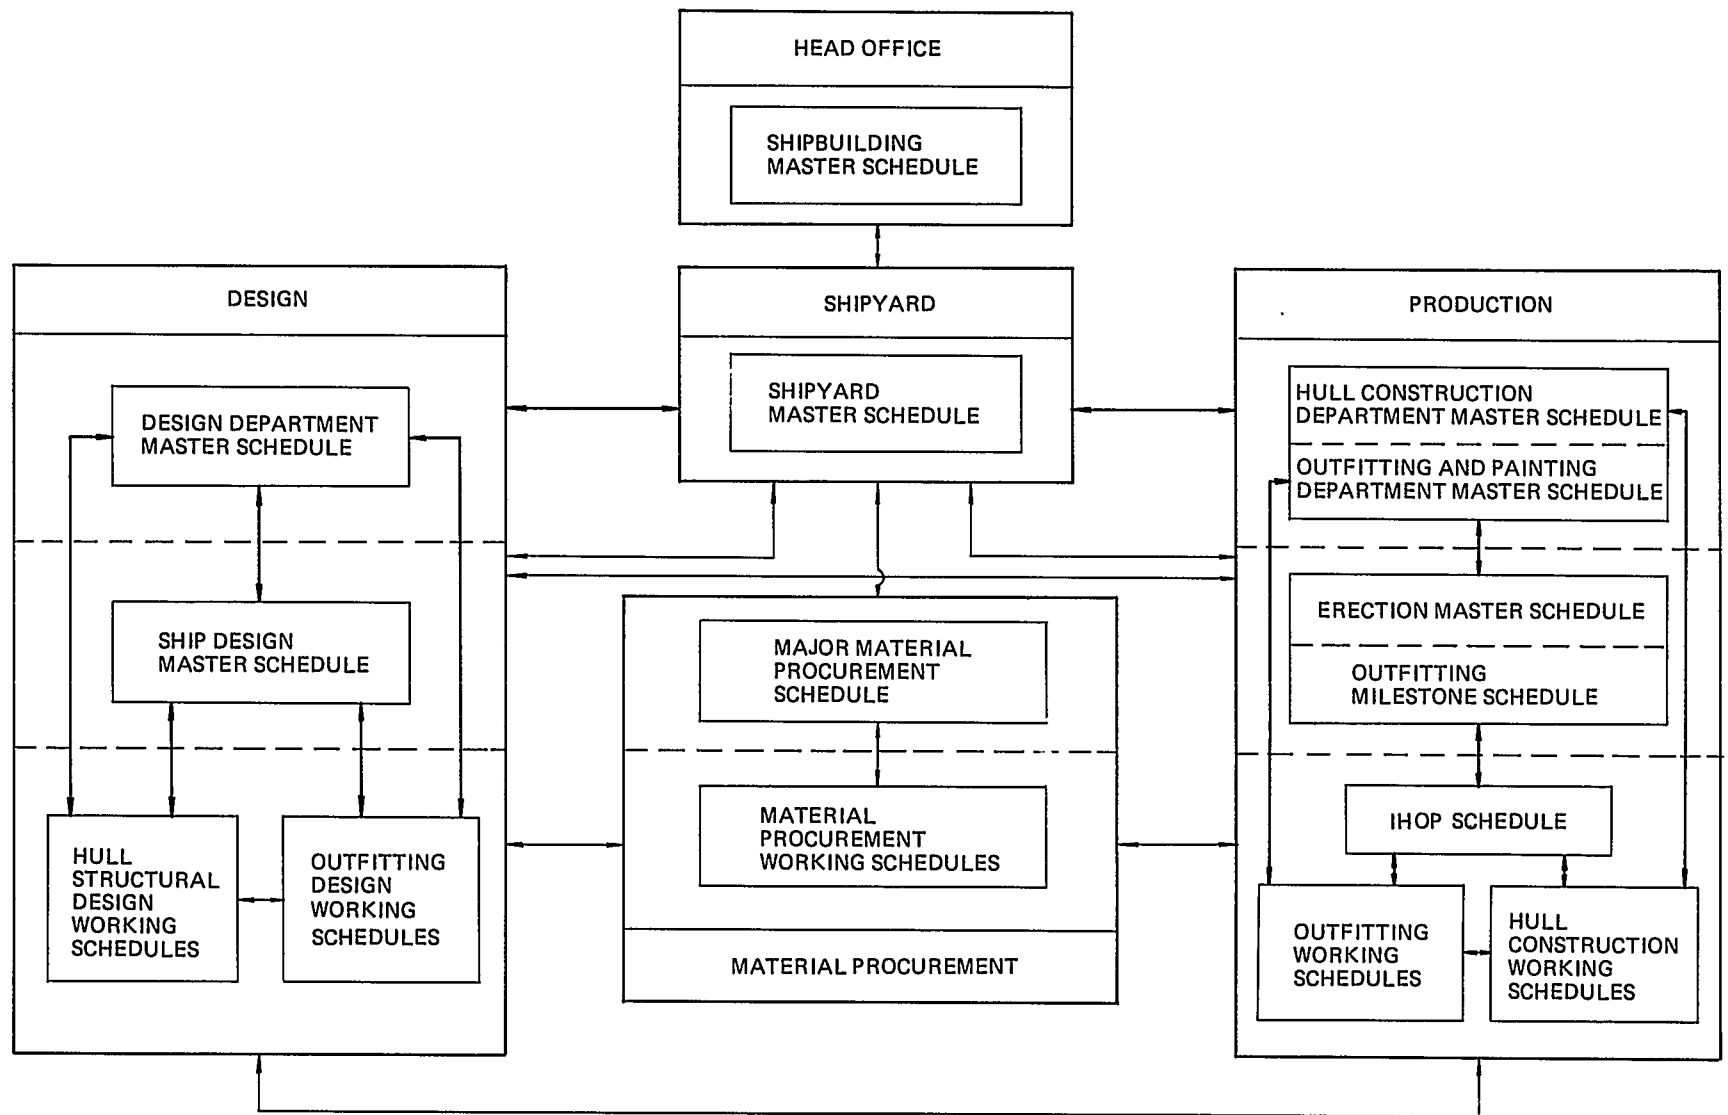 HEAD OFFICE
SHIPBUILDING
MASTER SCHEDULE
DESIGN
DESIGN DEPARTMENT
MASTER SCHEDULE
SHIP DESIGN
MASTER SCHEDULE
HULL
STRUCTURAL
DESIGN
WORKING
SCHEDULES
OUTFITTING
DESIGN
WORKING
SCHEDULES
SHIPYARD
SHIPYARD
MASTER SCHEDULE
MAJOR MATERIAL
PROCUREMENT
SCHEDULE
MATERIAL
PROCUREMENT
WORKING SCHEDULES
MATERIAL PROCUREMENT
PRODUCTION
HULL CONSTRUCTION
DEPARTMENT MASTER SCHEDULE
OUTFITTING AND PAINTING
DEPARTMENT MASTER SCHEDULE
ERECTION MASTER SCHEDULE
OUTFITTING
MILESTONE SCHEDULE
IHOP SCHEDULE
OUTFITTING
WORKING
SCHEDULES
HULL
CONSTRUCTION
WORKING
SCHEDULES